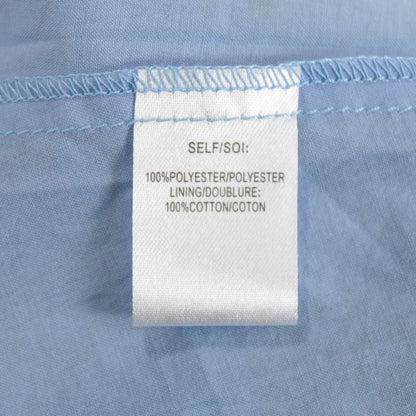 SELF/SOI:
100%POLYESTER/POLYESTER
LINING/DOUBLURE:
100%COTTON/COTON